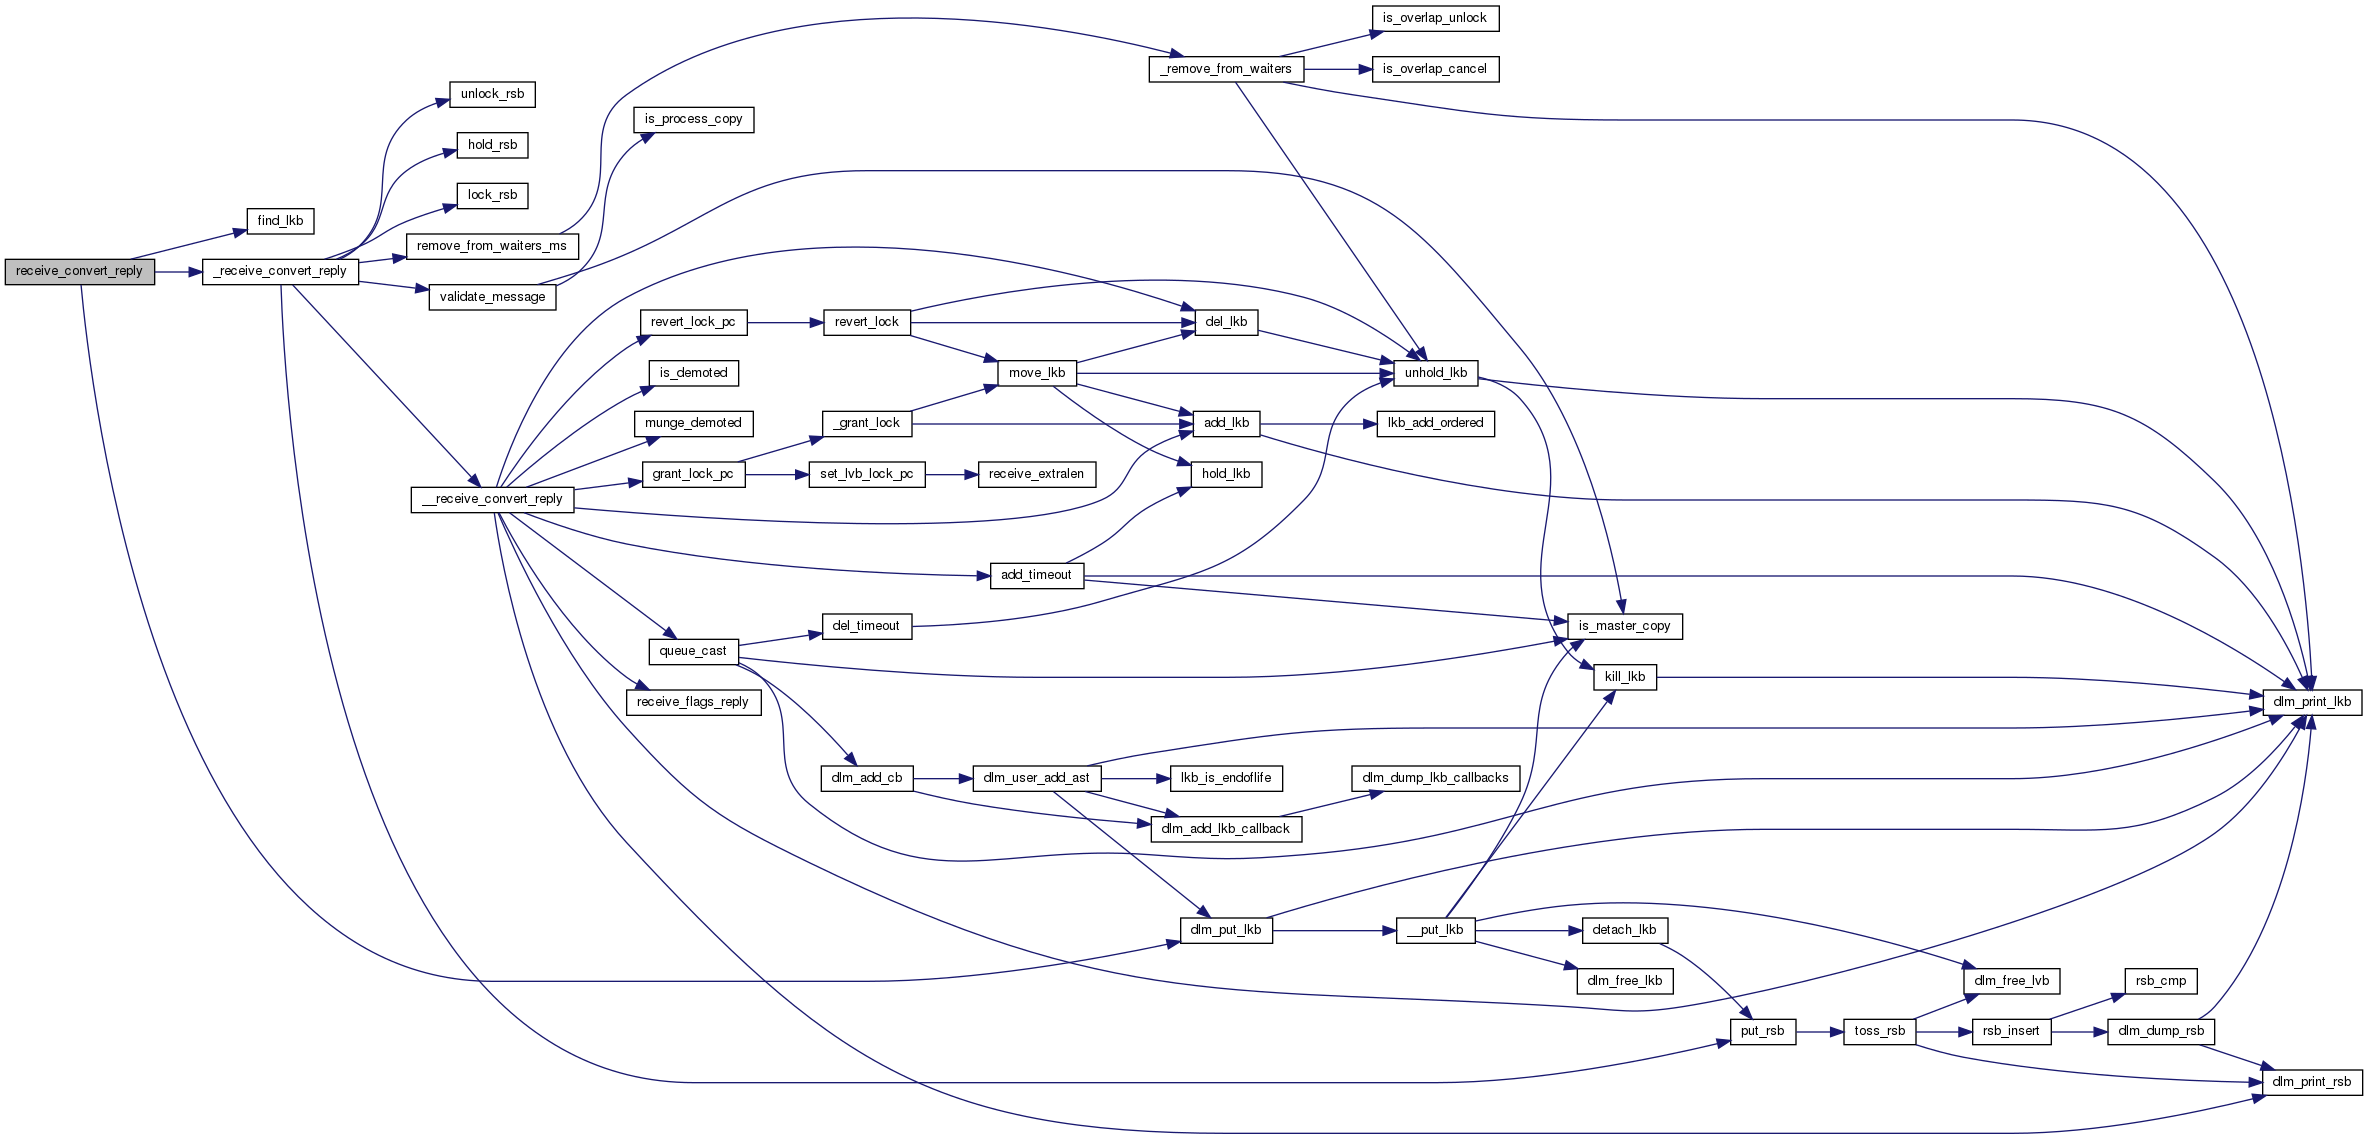 is_overlap_unlock
_remove_from_waiters
is_overlap_cancel
unlock_rsb
is_process_copy
hold_rsb
lock_rsb
find_lkb
remove_from_waiters_ms
receive_convert_reply
_receive_convert_reply
validate_message
revert_lock_pc
revert_lock
del_lkb
is_demoted
move_lkb
unhold_lkb
munge_demoted
_grant_lock
add_lkb
lkb_add_ordered
grant_lock_pc
set_lvb_lock_pc
receive_extralen
hold_lkb
__receive_convert_reply
add_timeout
del_timeout
is_master_copy
queue_cast
kill_lkb
receive_flags_reply
dlm_print_lkb
dlm_add_cb
dlm_user_add_ast
lkb_is_endoflife
dlm_dump_lkb_callbacks
dlm_add_lkb_callback
dlm_put_lkb
__put_lkb
detach_lkb
dlm_free_lkb
dlm_free_lvb
rsb_cmp
put_rsb
toss_rsb
rsb_insert
dlm_dump_rsb
dlm_print_rsb